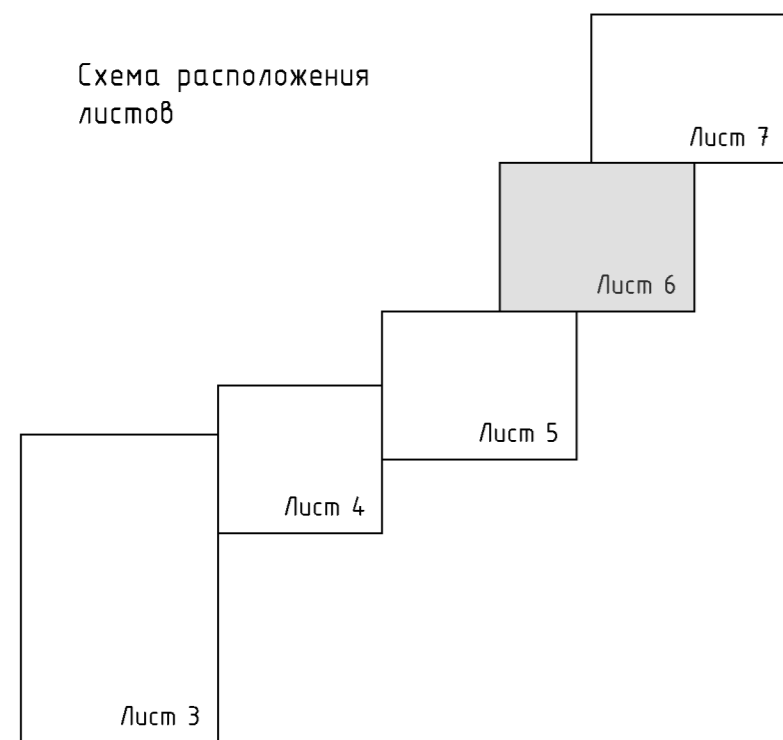 Схема расположения
листов
Лист 7
Лист 6
Лист 5
Лист 4
Лист 3